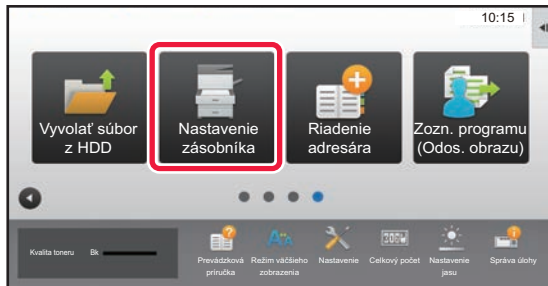 10:15
Vyvolať súbor
z HDD
Nastavenie
zásobníka
Riadenie
adresára
Zozn. programu
(Odos. obrazu)
Kvalita toneru Bk
Prevádzková
príručka
Režim väčšieho
zobrazenia
Nastavenie
Celkový počet
Nastavenie
jasu
Správa úlohy